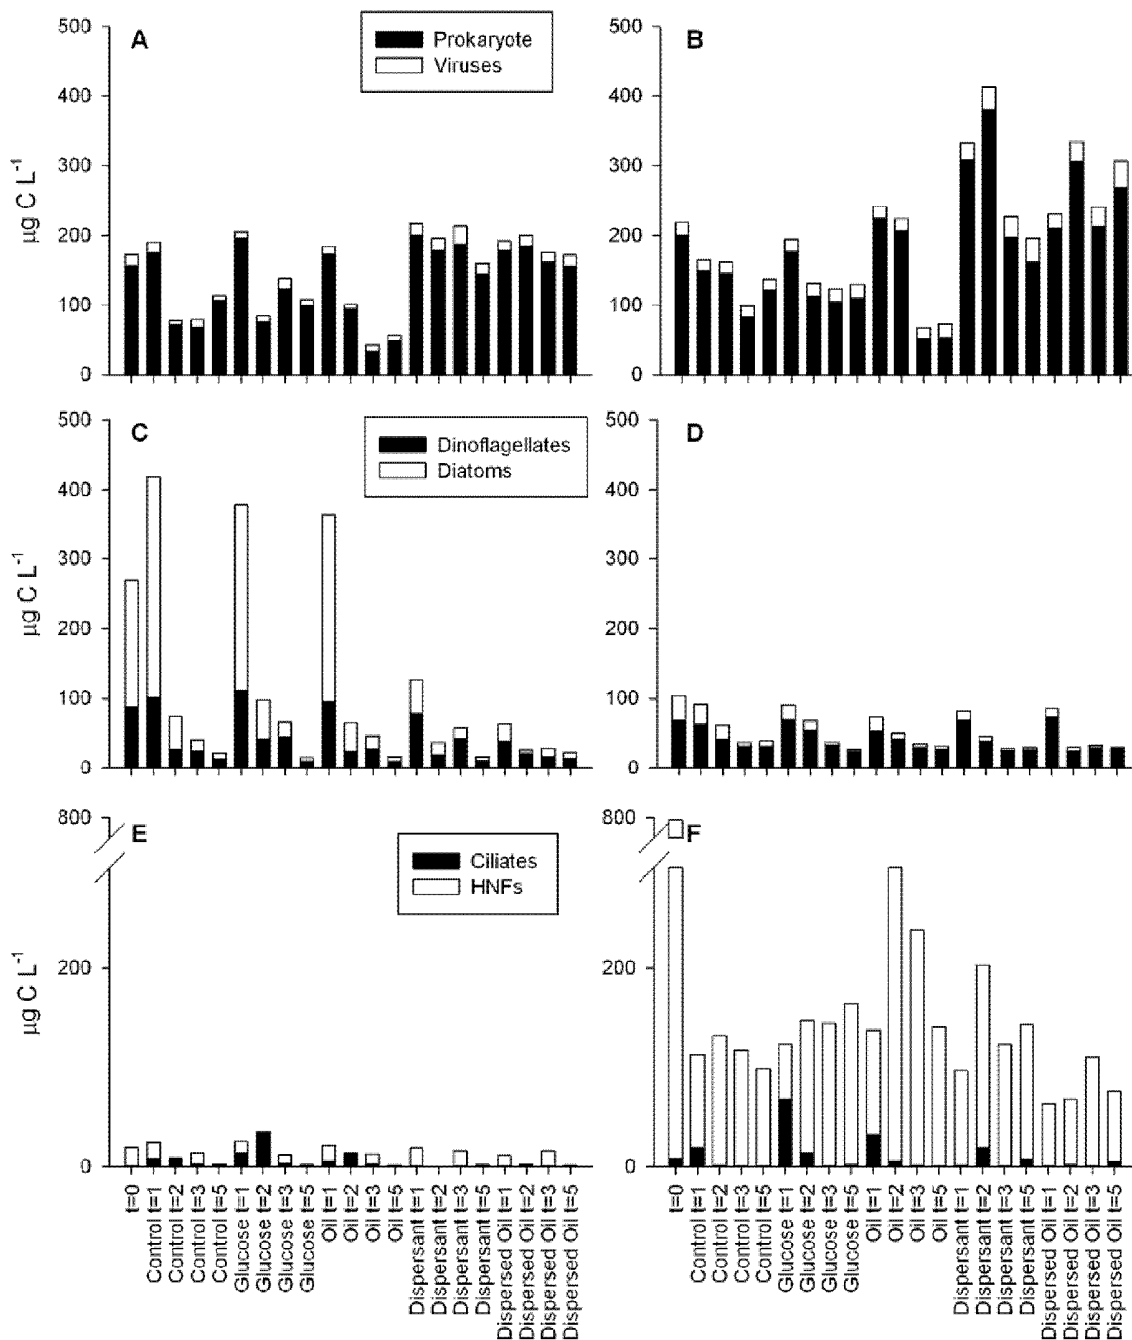 A
Prokaryote
Viruses
B
500
400
300
200
100
0
500
400
300
200
100
0
µg C L-1
C
Dinoflagellates
Diatoms
D
500
400
300
200
100
0
500
400
300
200
100
0
µg C L-1
E
Ciliates
HNFs
F
800
200
0
800
200
0
µg C L-1
t=0
Control t=1
Control t=2
Control t=3
Control t=5
Glucose t=1
Glucose t=2
Glucose t=3
Glucose t=5
Oil t=1
Oil t=2
Oil t=3
Oil t=5
Dispersant t=1
Dispersant t=2
Dispersant t=3
Dispersant t=5
Dispersed Oil t=1
Dispersed Oil t=2
Dispersed Oil t=3
Dispersed Oil t=5
t=0
Control t=1
Control t=2
Control t=3
Control t=5
Glucose t=1
Glucose t=2
Glucose t=3
Glucose t=5
Oil t=1
Oil t=2
Oil t=3
Oil t=5
Dispersant t=1
Dispersant t=2
Dispersant t=3
Dispersant t=5
Dispersed Oil t=1
Dispersed Oil t=2
Dispersed Oil t=3
Dispersed Oil t=5